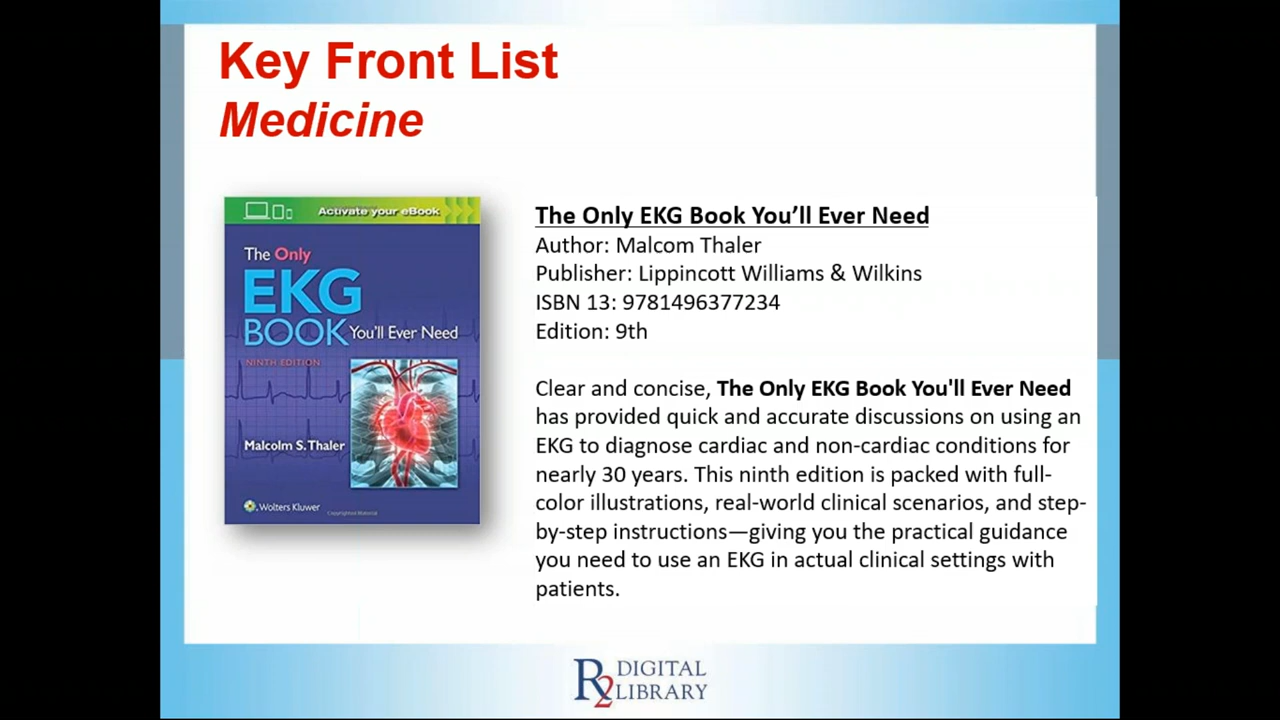 Key Front List
Medicine
Activate your eBook
The Only
EKG
BOOK You'll Ever Need
NINTH EDITION
Malcolm S. Thaler
Wolters Kluwer
Copyrighted Material
The Only EKG Book You’ll Ever Need
Author: Malcom Thaler
Publisher: Lippincott Williams & Wilkins
ISBN 13: 9781496377234
Edition: 9th
Clear and concise, The Only EKG Book You'll Ever Need
has provided quick and accurate discussions on using an
EKG to diagnose cardiac and non-cardiac conditions for
nearly 30 years. This ninth edition is packed with full-
color illustrations, real-world clinical scenarios, and step-
by-step instructions—giving you the practical guidance
you need to use an EKG in actual clinical settings with
patients.
R2 DIGITAL
LIBRARY